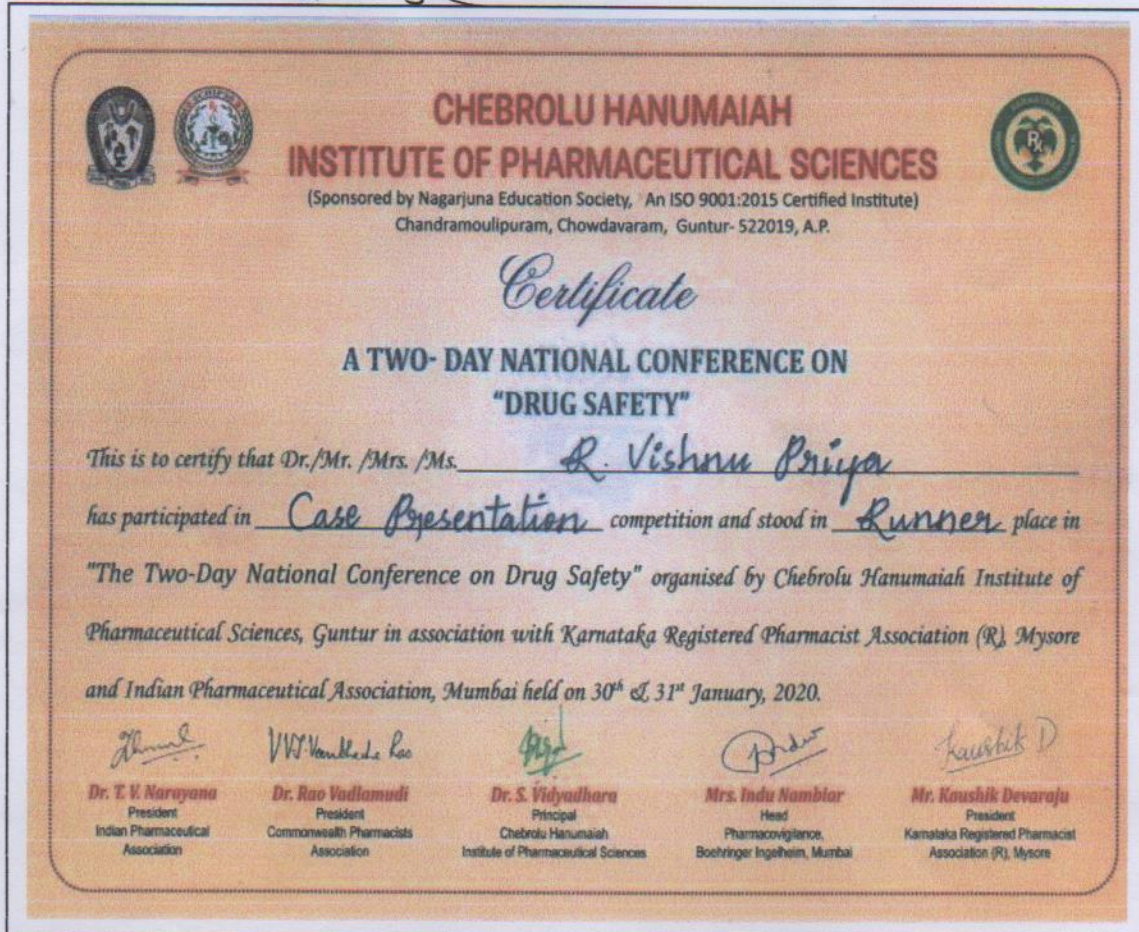 CHEBROLU HANUMAIAH
INSTITUTE OF PHARMACEUTICAL SCIENCES
(Sponsored by Nagarjuna Education Society, An ISO 9001:2015 Certified Institute)
Chandramoulipuram, Chowdavaram, Guntur- 522019, A.P.
Certificate
A TWO- DAY NATIONAL CONFERENCE ON
"DRUG SAFETY"
This is to certify that Dr./Mr. /Mrs. /Ms. R. Vishnu Priya
has participated in Case Presentation competition and stood in Runner place in
"The Two-Day National Conference on Drug Safety" organised by Chebrolu Hanumaiah Institute of
Pharmaceutical Sciences, Guntur in association with Karnataka Registered Pharmacist Association (R), Mysore
and Indian Pharmaceutical Association, Mumbai held on 30th & 31st January, 2020.
Kaushik D
Dr. T. V. Narayana
President
Indian Pharmaceutical
Association
Dr. Rao Vadlamudi
President
Commonwealth Pharmacists
Association
Dr. S. Vidyadhara
Principal
Chebrolu Hanumaiah
Institute of Pharmaceutical Sciences
Mrs. Indu Nambiar
Head
Pharmacovigilance,
Boehringer Ingelheim, Mumbai
Mr. Kaushik Devaraju
President
Karnataka Registered Pharmacist
Association (R), Mysore